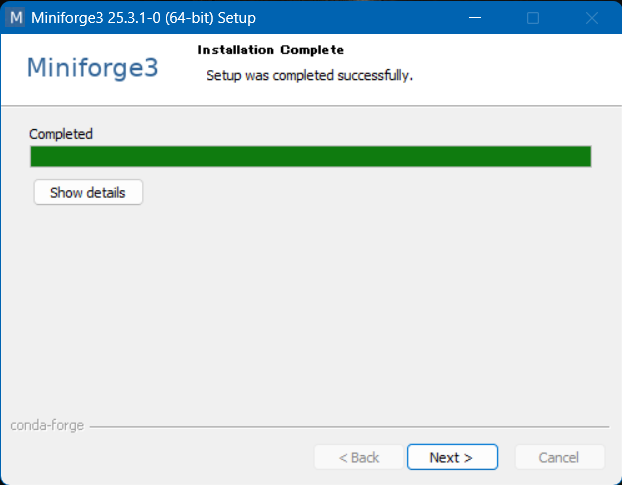 M Miniforge3 25.3.1-0 (64-bit) Setup
Miniforge3
Installation Complete
Setup was completed successfully.
Completed
Show details
conda-forge
< Back
Next >
Cancel